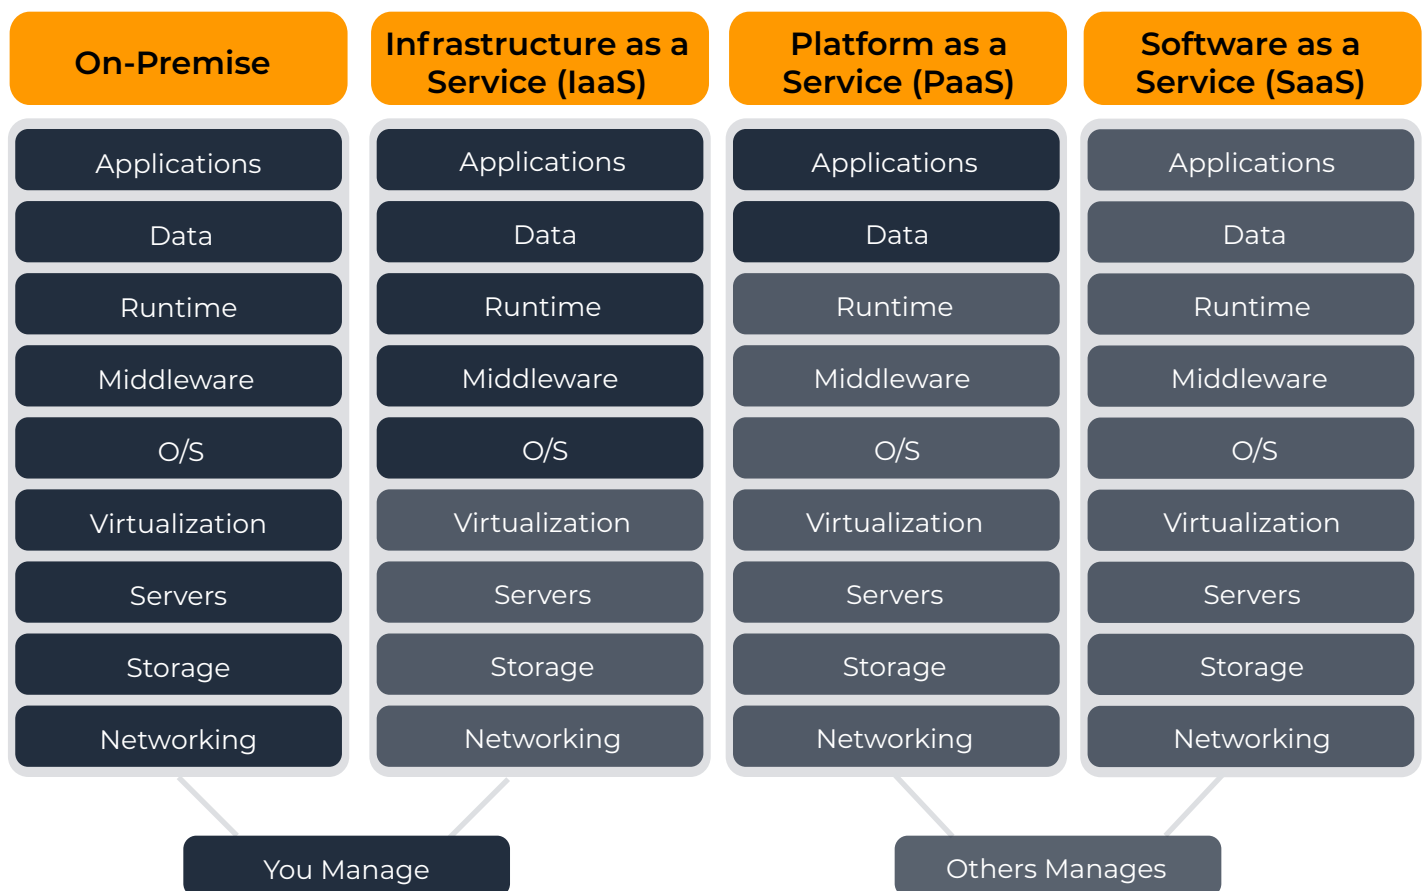 On-Premise
Infrastructure as a
Service (IaaS)
Platform as a
Service (PaaS)
Software as a
Service (SaaS)
Applications
Data
Runtime
Middleware
O/S
Virtualization
Servers
Storage
Networking
Applications
Data
Runtime
Middleware
O/S
Virtualization
Servers
Storage
Networking
Applications
Data
Runtime
Middleware
O/S
Virtualization
Servers
Storage
Networking
Applications
Data
Runtime
Middleware
O/S
Virtualization
Servers
Storage
Networking
You Manage
Others Manages